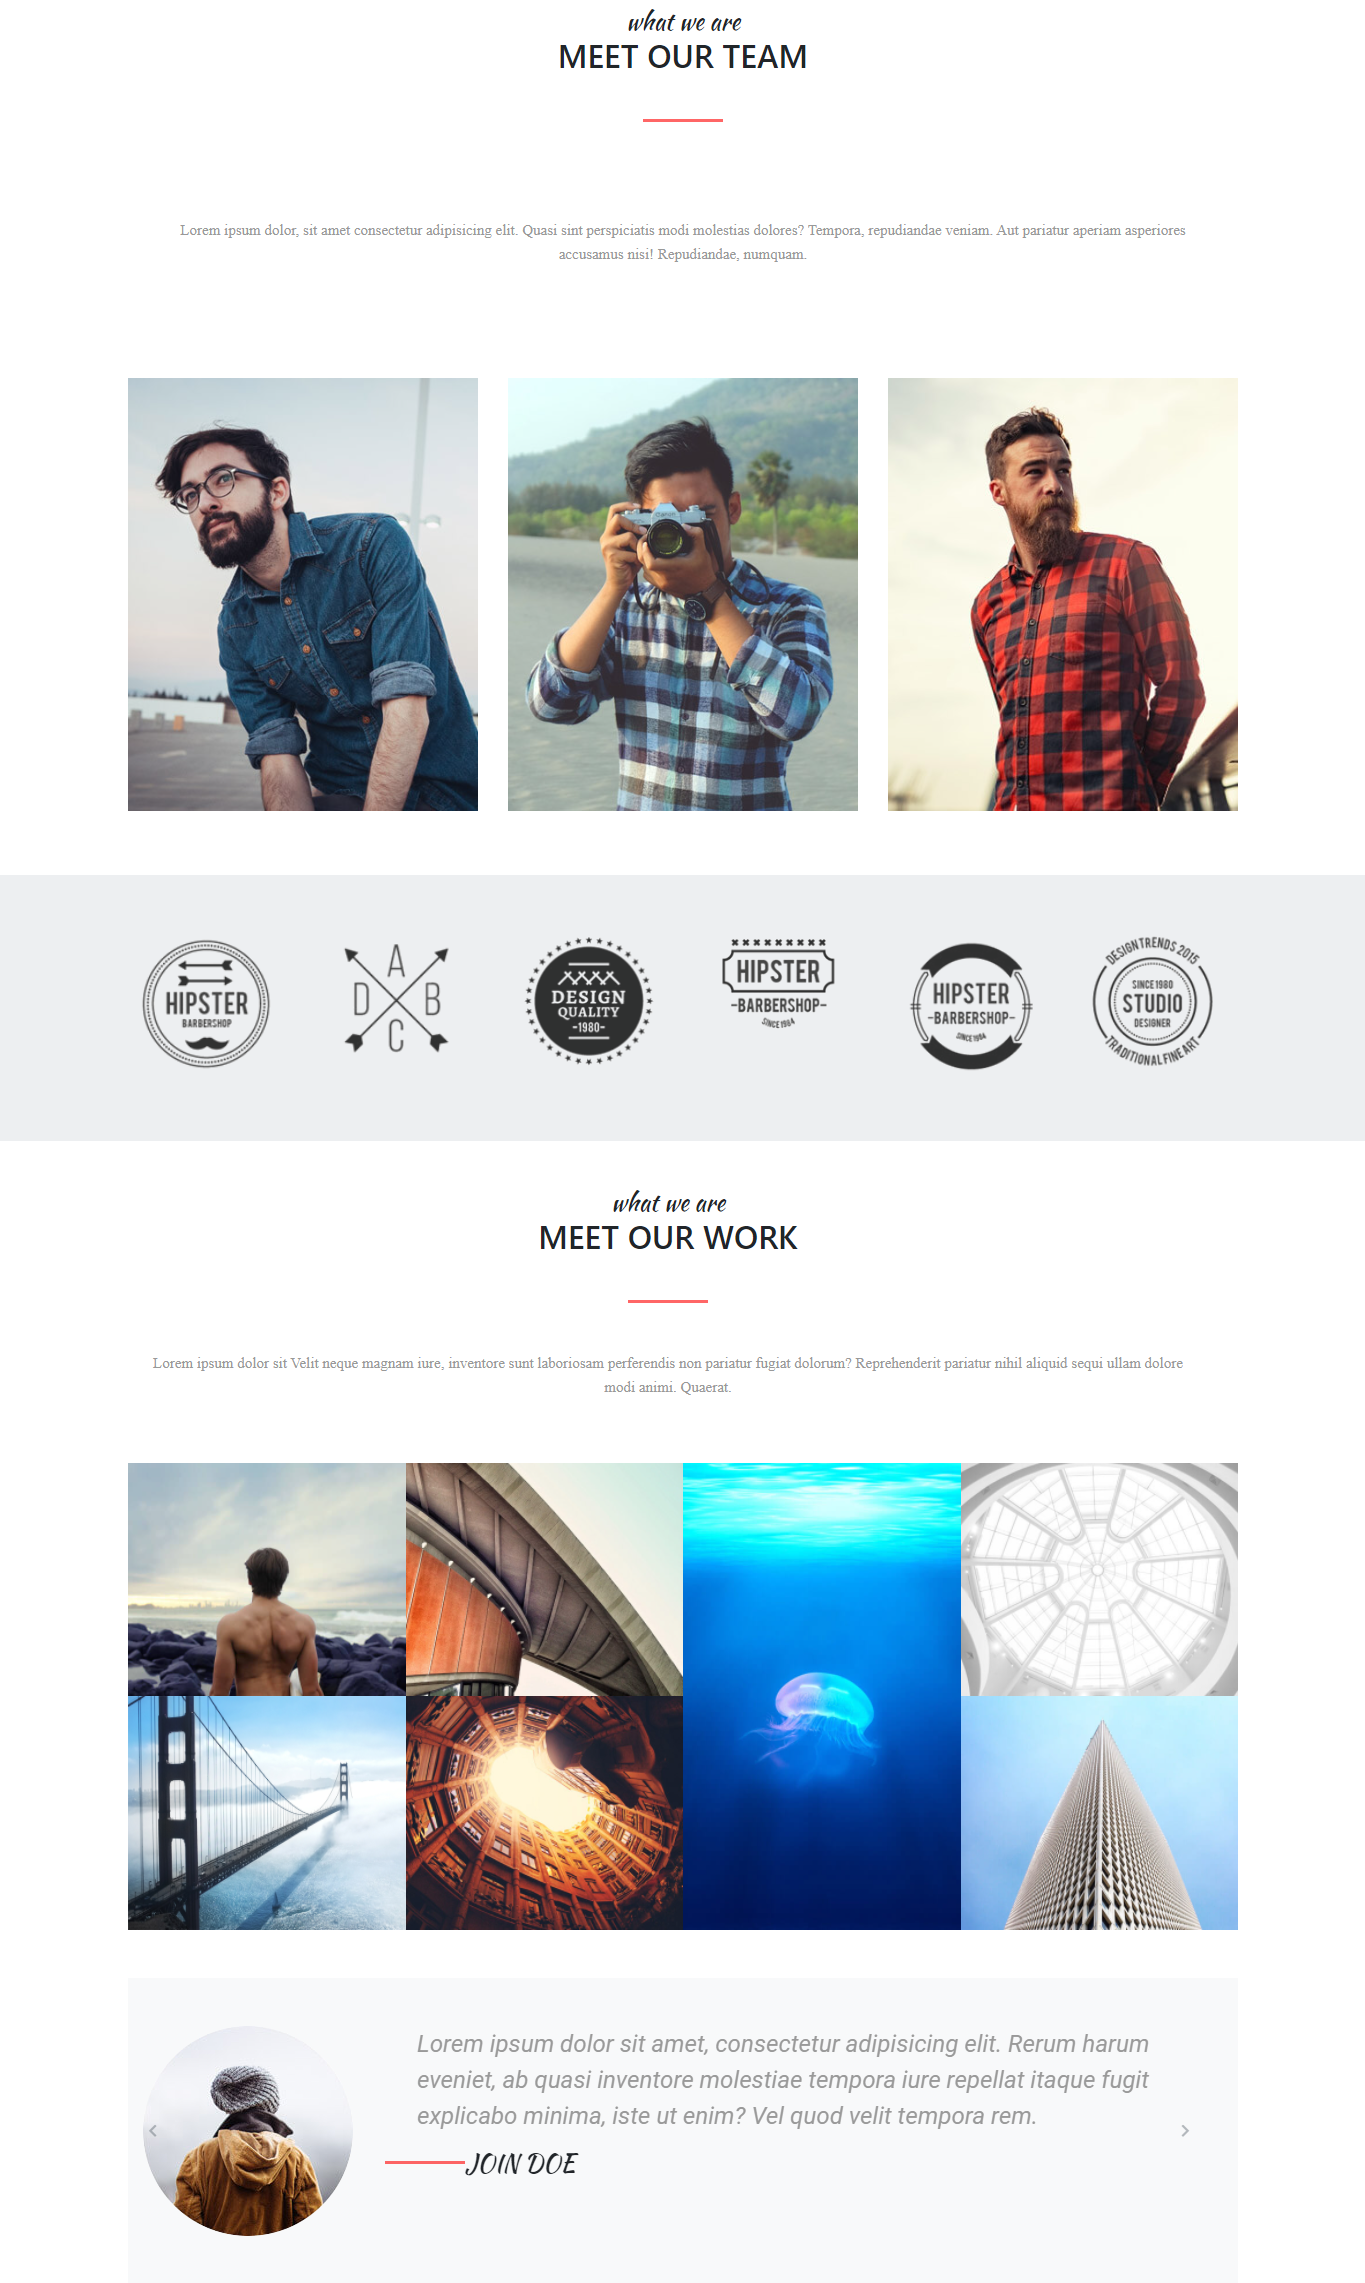 what we are
MEET OUR TEAM
Lorem ipsum dolor, sit amet consectetur adipisicing elit. Quasi sint perspiciatis modi molestias dolores? Tempora, repudiandae veniam. Aut pariatur aperiam asperiores
accusamus nisi! Repudiandae, numquam.
Canon
HIPSTER
BARBERSHOP
A
D B
C
DESIGN
QUALITY
-1980-
HIPSTER
-BARBERSHOP-
SINCE 1984
HIPSTER
-BARBERSHOP-
SINCE 1984
DESIGN TRENDS 2015
SINCE 1980
STUDIO
DESIGNER
TRADITIONAL FINE ART
what we are
MEET OUR WORK
Lorem ipsum dolor sit Velit neque magnam iure, inventore sunt laboriosam perferendis non pariatur fugiat dolorum? Reprehenderit pariatur nihil aliquid sequi ullam dolore
modi animi. Quaerat.
Lorem ipsum dolor sit amet, consectetur adipisicing elit. Rerum harum
eveniet, ab quasi inventore molestiae tempora iure repellat itaque fugit
explicabo minima, iste ut enim? Vel quod velit tempora rem.
JOIN DOE